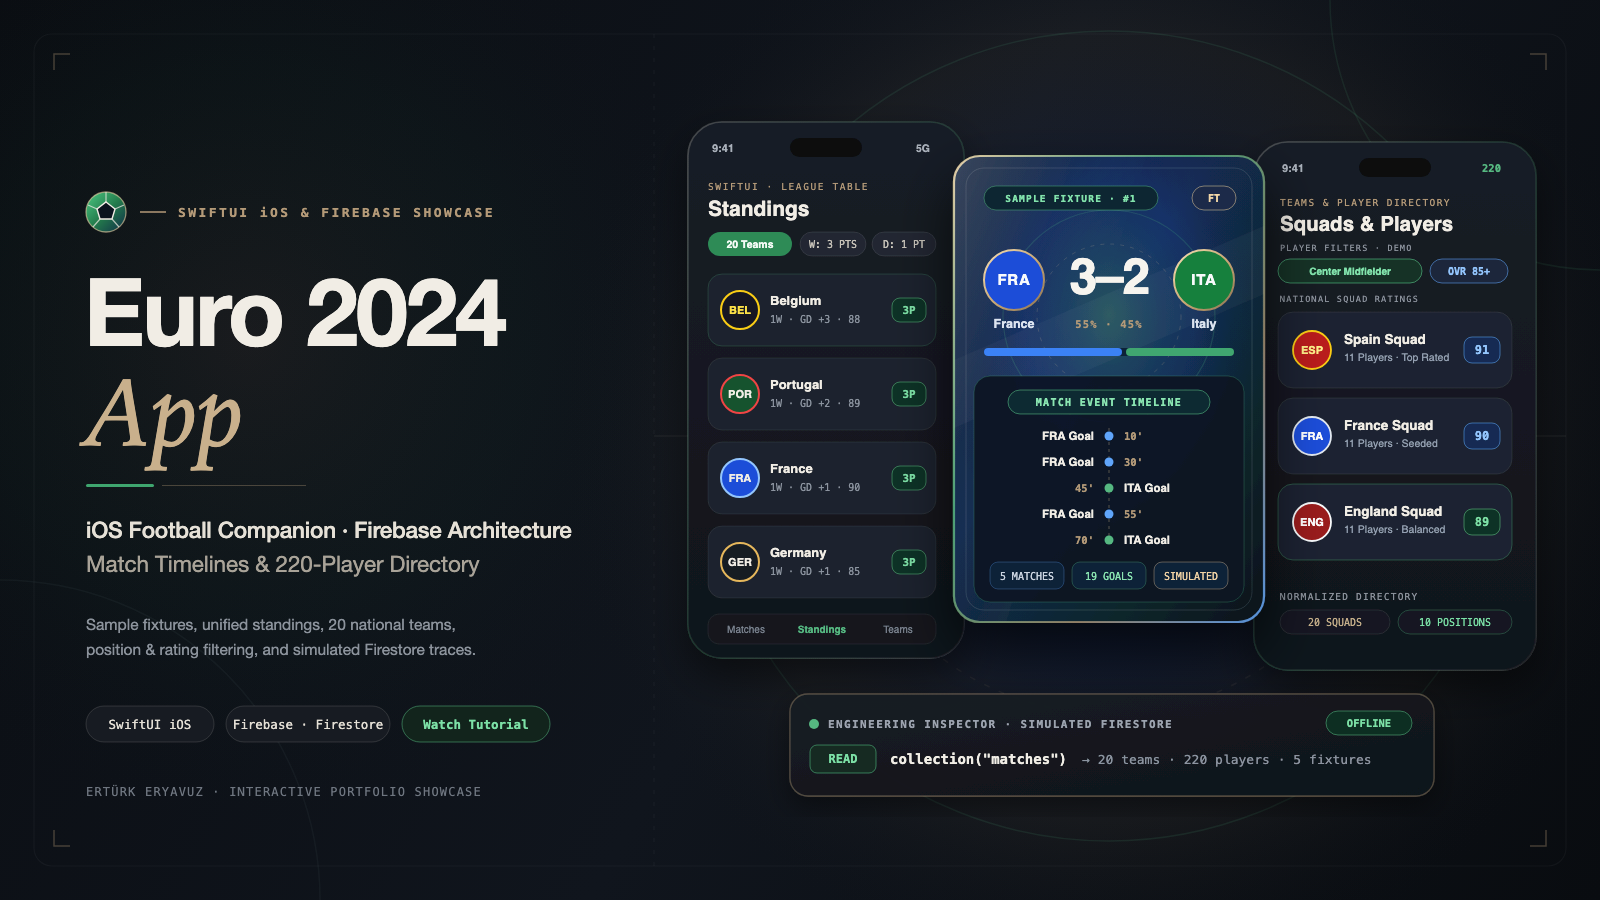 SWIFTUI iOS & FIREBASE SHOWCASE
Euro 2024
App
iOS Football Companion · Firebase Architecture
Match Timelines & 220-Player Directory
Sample fixtures, unified standings, 20 national teams,
position & rating filtering, and simulated Firestore traces.
SwiftUI iOS
Firebase · Firestore
Watch Tutorial
ERTÜRK ERYAVUZ · INTERACTIVE PORTFOLIO SHOWCASE
9:41
5G
SWIFTUI · LEAGUE TABLE
Standings
20 Teams
W: 3 PTS
D: 1 PT
BEL
Belgium
1W · GD +3 · 88
3P
POR
Portugal
1W · GD +2 · 89
3P
FRA
France
1W · GD +1 · 90
3P
GER
Germany
1W · GD +1 · 85
3P
Matches
Standings
Teams
SAMPLE FIXTURE · #1
FT
FRA
3–2
ITA
France
55% · 45%
Italy
MATCH EVENT TIMELINE
FRA Goal 10'
FRA Goal 30'
45' ITA Goal
FRA Goal 55'
70' ITA Goal
5 MATCHES
19 GOALS
SIMULATED
9:41
220
TEAMS & PLAYER DIRECTORY
Squads & Players
PLAYER FILTERS · DEMO
Center Midfielder
OVR 85+
NATIONAL SQUAD RATINGS
ESP
Spain Squad
11 Players · Top Rated
91
FRA
France Squad
11 Players · Seeded
90
ENG
England Squad
11 Players · Balanced
89
NORMALIZED DIRECTORY
20 SQUADS
10 POSITIONS
ENGINEERING INSPECTOR · SIMULATED FIRESTORE
OFFLINE
READ
collection("matches") → 20 teams · 220 players · 5 fixtures